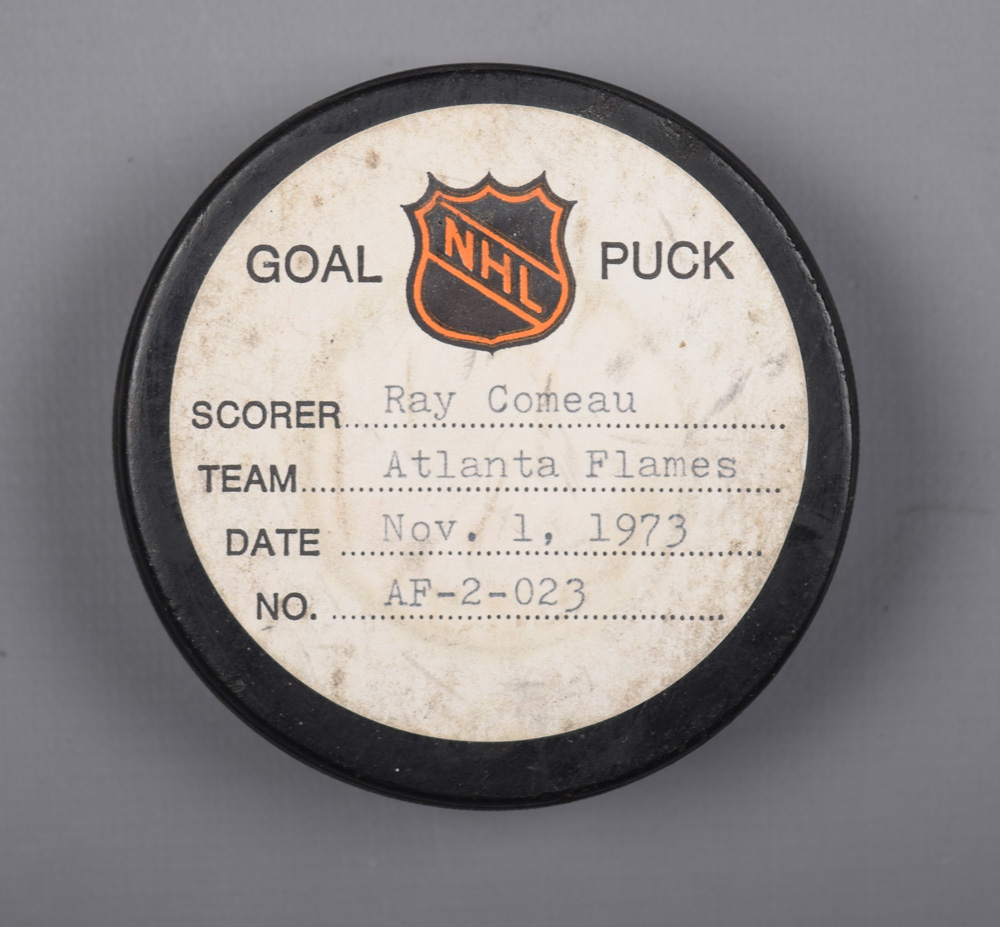 GOAL NHL PUCK
SCORER Ray Comeau
TEAM Atlanta Flames
DATE Nov. 1, 1973
NO. AF-2-023